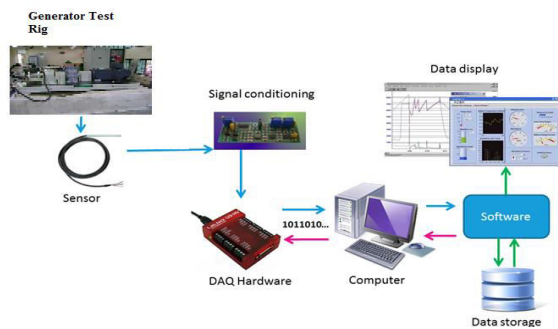 Generator Test
Rig
Data display
Signal conditioning
Sensor
1011010...
Software
DAQ Hardware
Computer
Data storage